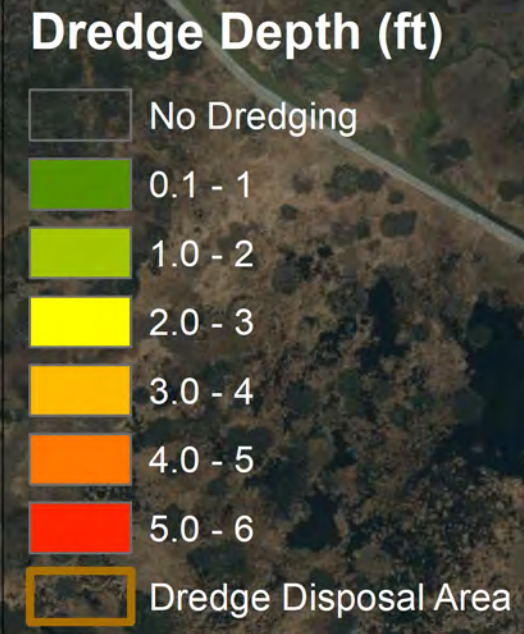 Dredge Depth (ft)
No Dredging
0.1 - 1
1.0 - 2
2.0 - 3
3.0 - 4
4.0 - 5
5.0 - 6
Dredge Disposal Area